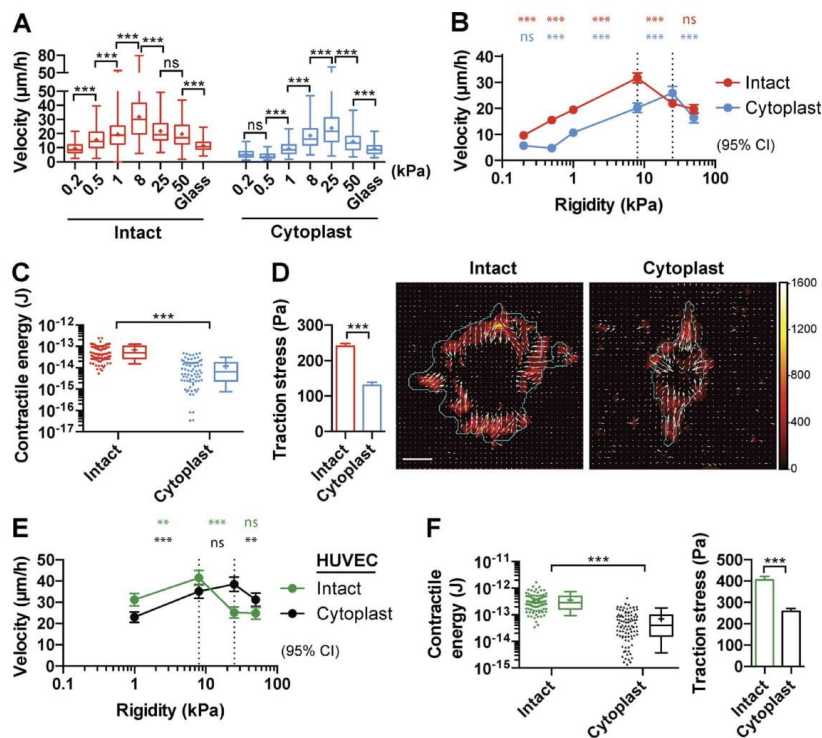 A
Velocity (µm/h)
80
60
40
50
40
30
20
10
0
***
***
***
***
ns
***
ns
***
***
***
***
***
0.2
0.5
1
8
25
50
Glass
0.2
0.5
1
8
25
50
Glass
(kPa)
Intact
Cytoplast
B
*** *** *** *** ns
ns *** *** *** ***
Velocity (µm/h)
40
30
20
10
0
0.1 1 10 100
Rigidity (kPa)
Intact
Cytoplast
(95% CI)
C
Contractile energy (J)
10-12
10-13
10-14
10-15
10-16
10-17
***
Intact
Cytoplast
D
Traction stress (Pa)
300
200
100
0
***
Intact
Cytoplast
Intact
Cytoplast
1600
1200
800
400
0
E
** *** ns
*** ns **
Velocity (µm/h)
50
40
30
20
10
0
0.1 1 10 100
Rigidity (kPa)
HUVEC
Intact
Cytoplast
(95% CI)
F
Contractile
energy (J)
10-11
10-12
10-13
10-14
10-15
***
Intact
Cytoplast
Traction stress (Pa)
500
400
300
200
100
0
***
Intact
Cytoplast